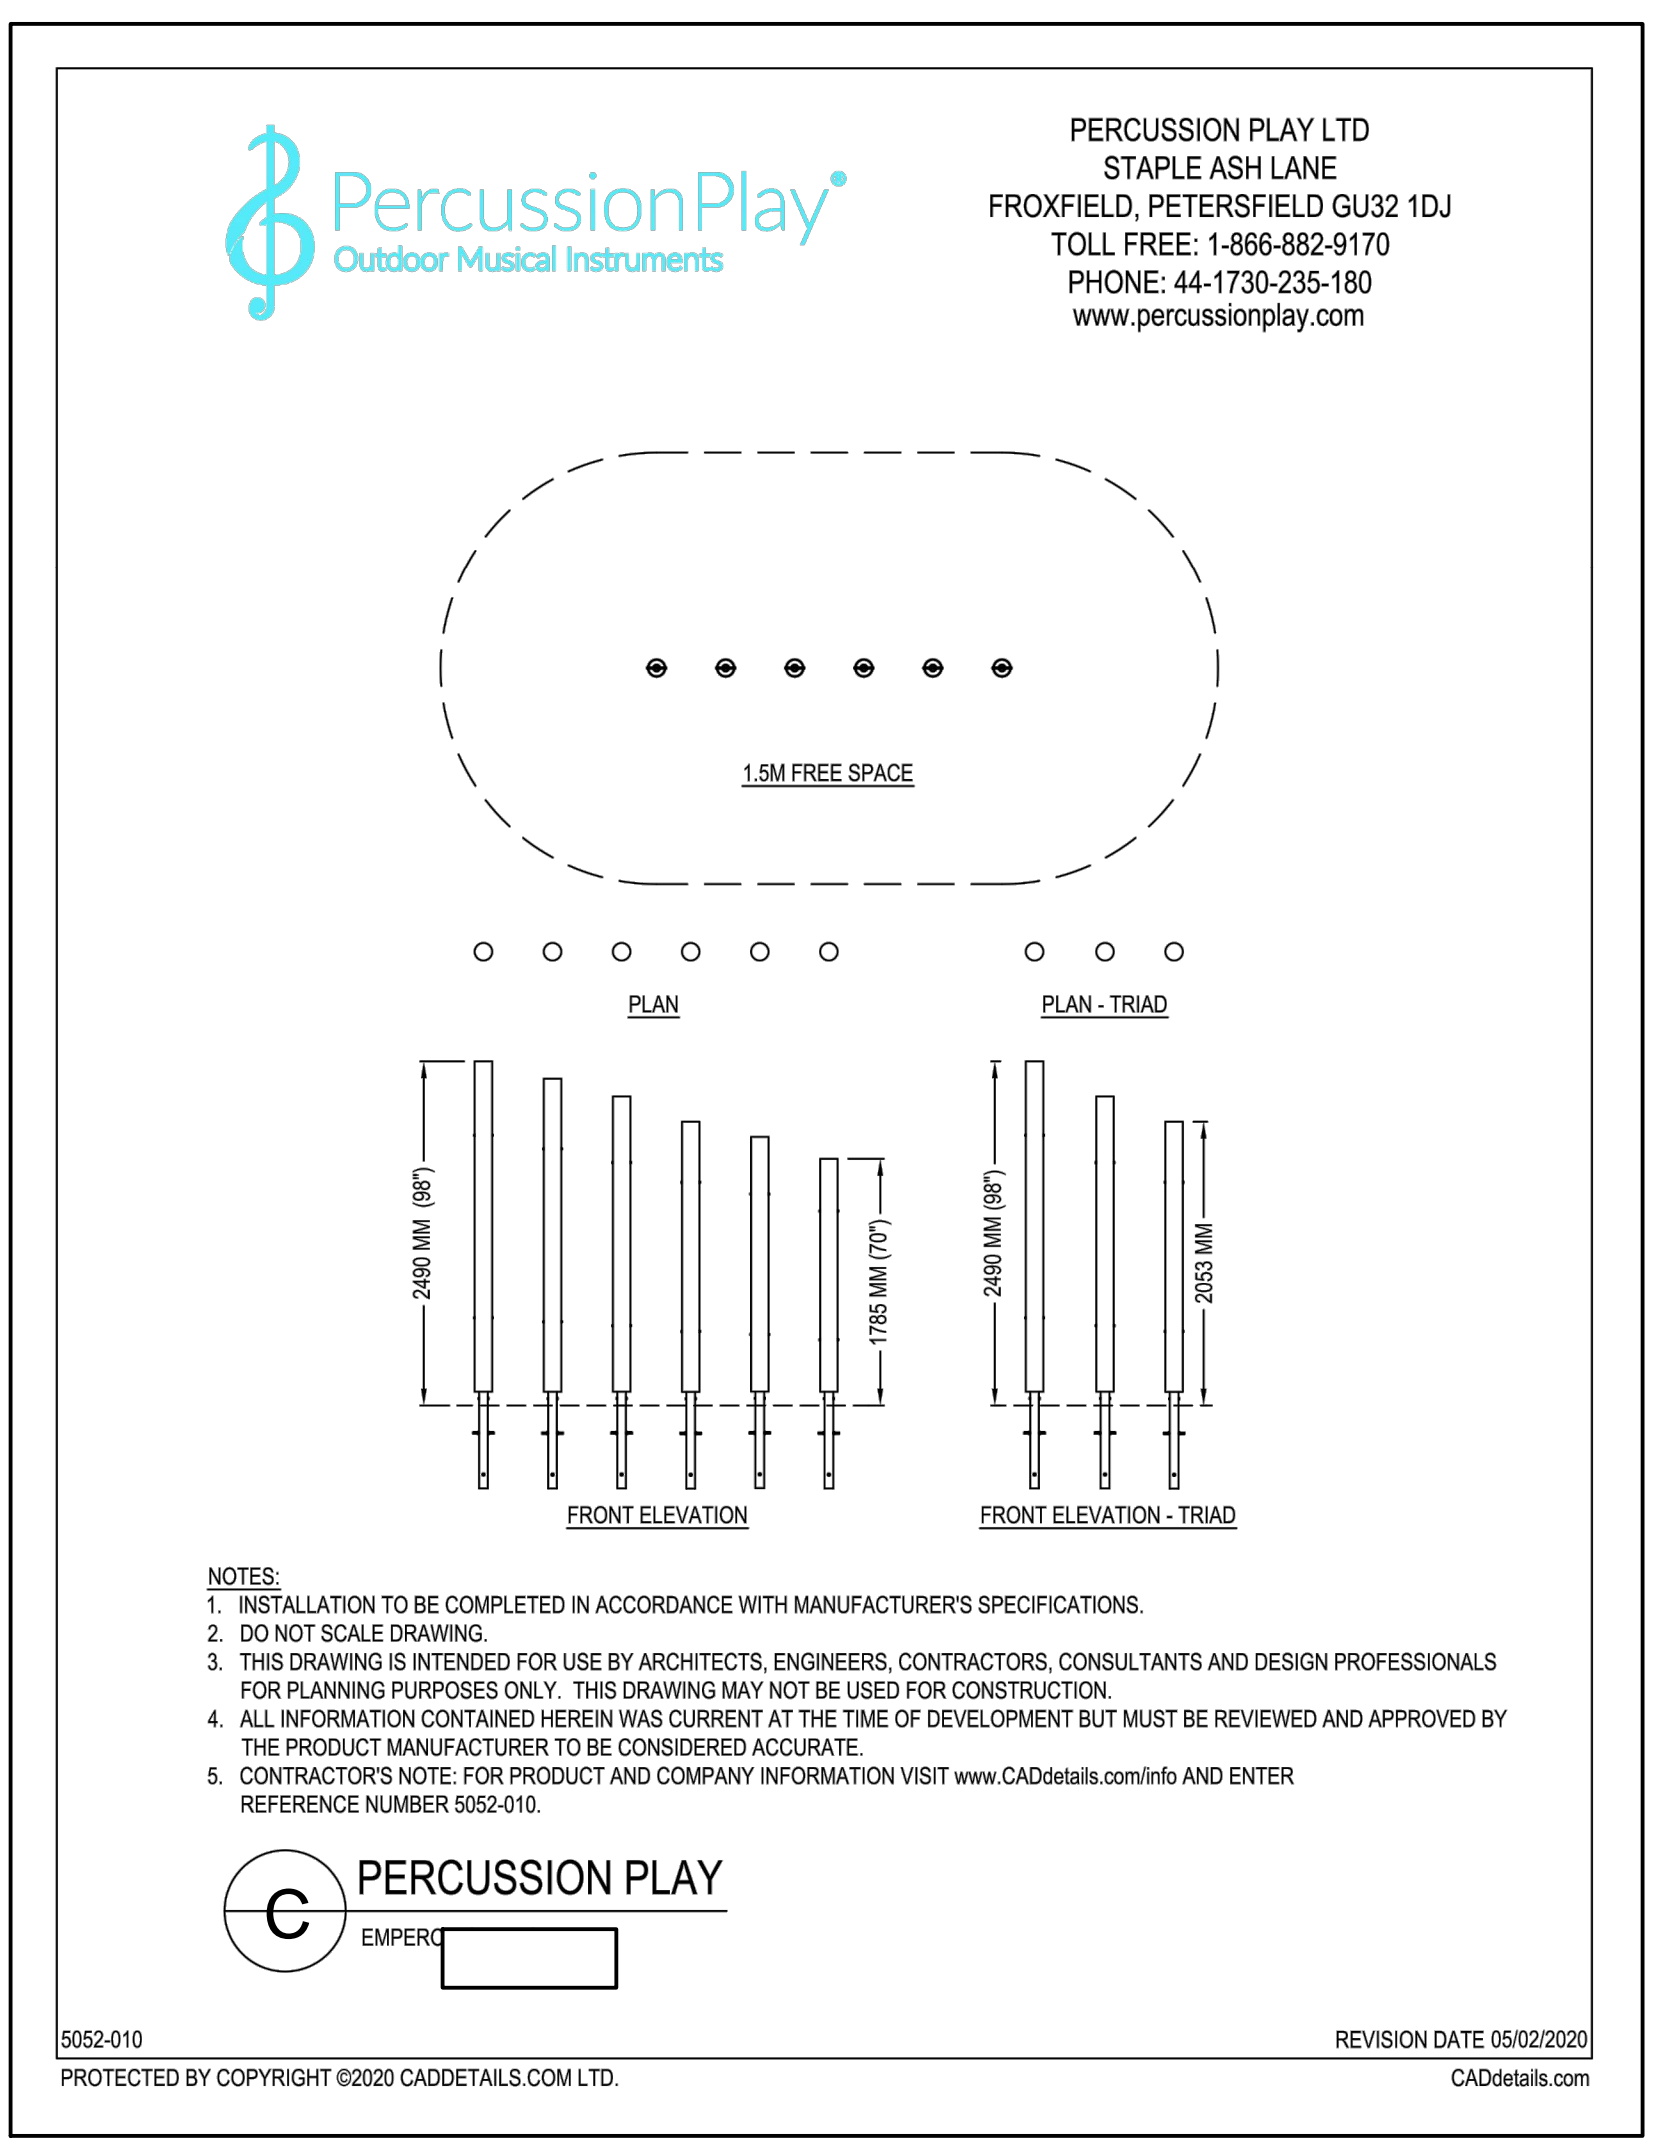 PercussionPlay®
Outdoor Musical Instruments
PERCUSSION PLAY LTD
STAPLE ASH LANE
FROXFIELD, PETERSFIELD GU32 1DJ
TOLL FREE: 1-866-882-9170
PHONE: 44-1730-235-180
www.percussionplay.com
1.5M FREE SPACE
PLAN
PLAN - TRIAD
2490 MM (98")
1785 MM (70")
2490 MM (98")
2053 MM
FRONT ELEVATION
FRONT ELEVATION - TRIAD
NOTES:
1. INSTALLATION TO BE COMPLETED IN ACCORDANCE WITH MANUFACTURER'S SPECIFICATIONS.
2. DO NOT SCALE DRAWING.
3. THIS DRAWING IS INTENDED FOR USE BY ARCHITECTS, ENGINEERS, CONTRACTORS, CONSULTANTS AND DESIGN PROFESSIONALS
FOR PLANNING PURPOSES ONLY. THIS DRAWING MAY NOT BE USED FOR CONSTRUCTION.
4. ALL INFORMATION CONTAINED HEREIN WAS CURRENT AT THE TIME OF DEVELOPMENT BUT MUST BE REVIEWED AND APPROVED BY
THE PRODUCT MANUFACTURER TO BE CONSIDERED ACCURATE.
5. CONTRACTOR'S NOTE: FOR PRODUCT AND COMPANY INFORMATION VISIT www.CADdetails.com/info AND ENTER
REFERENCE NUMBER 5052-010.
C
PERCUSSION PLAY
5052-010
REVISION DATE 05/02/2020
PROTECTED BY COPYRIGHT ©2020 CADDETAILS.COM LTD.
CADdetails.com